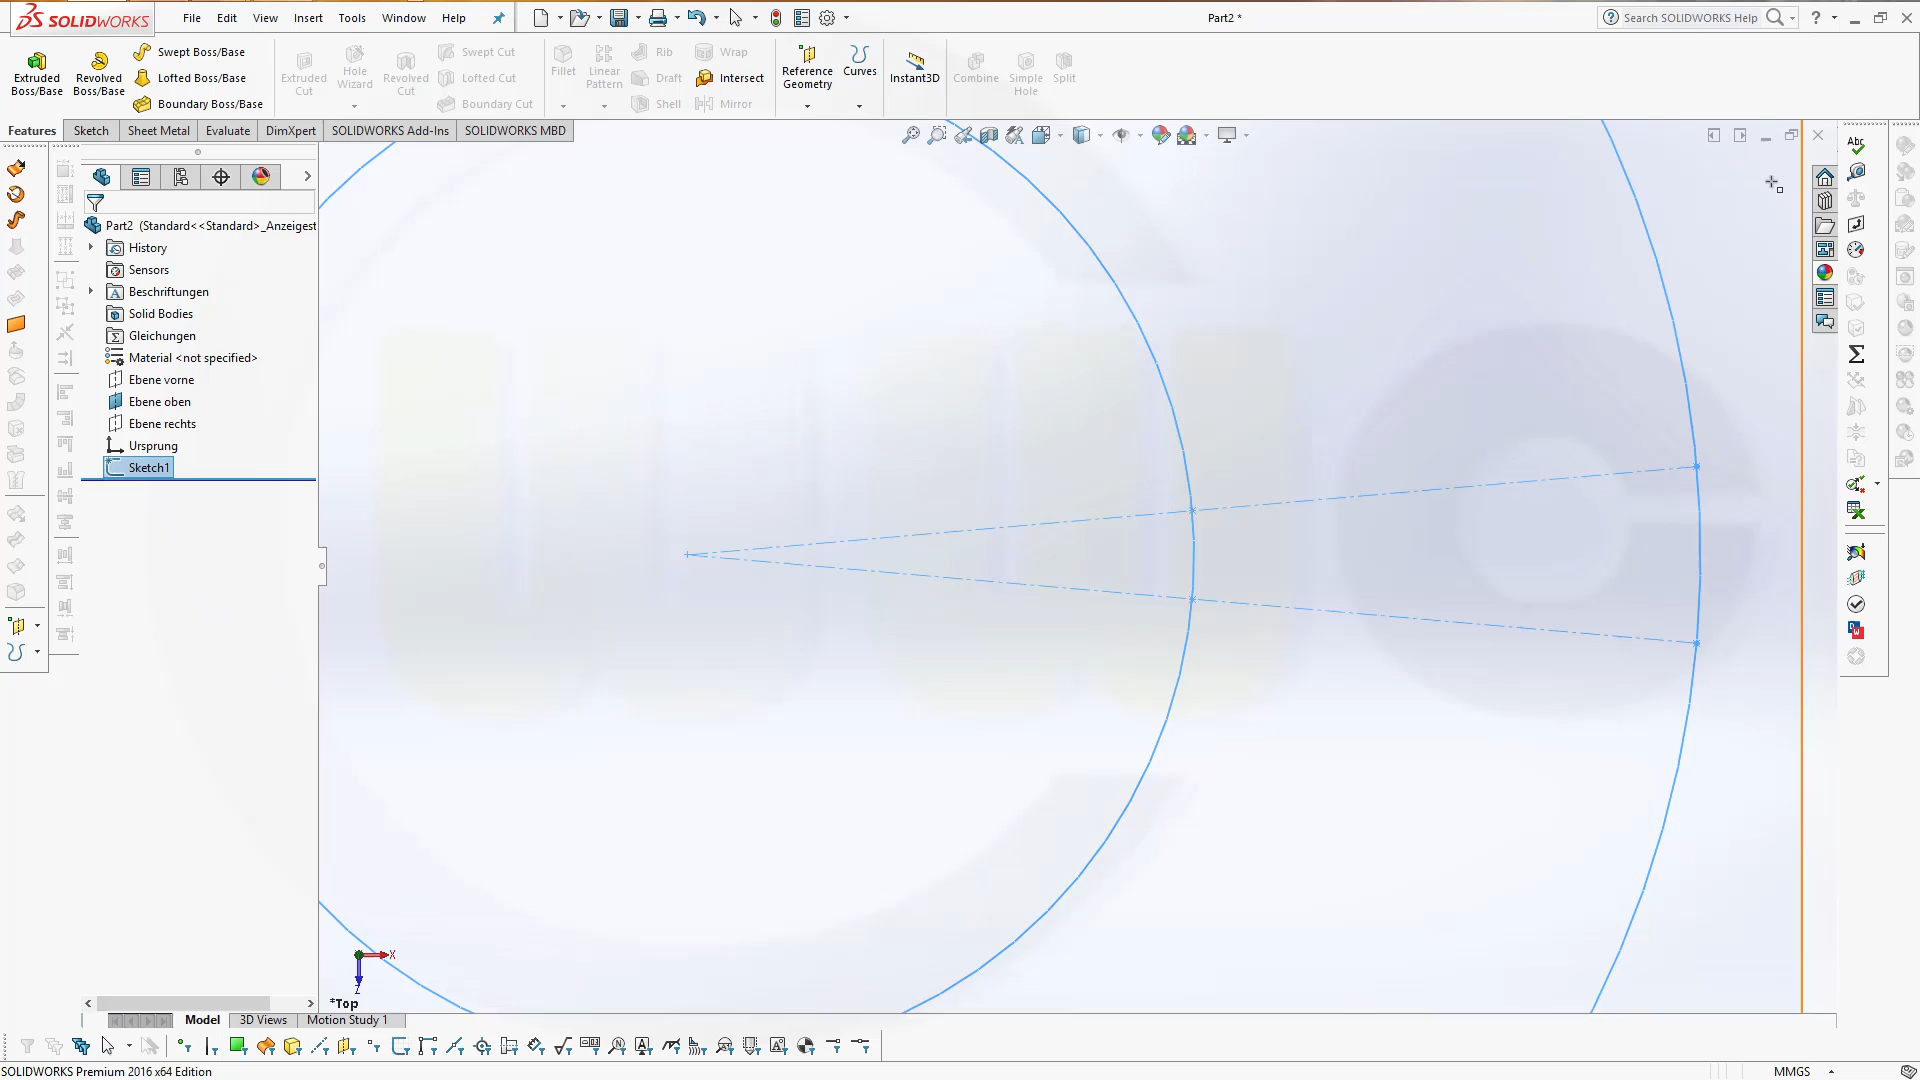 SOLIDWORKS
File Edit View Insert Tools Window Help
Part2 *
Search SOLIDWORKS Help
Extruded Boss/Base
Revolved Boss/Base
Swept Boss/Base
Lofted Boss/Base
Boundary Boss/Base
Extruded Cut
Hole Wizard
Revolved Cut
Swept Cut
Lofted Cut
Boundary Cut
Fillet
Linear Pattern
Rib
Draft
Shell
Wrap
Intersect
Mirror
Reference Geometry
Curves
Instant3D
Combine
Simple Hole
Split
Features Sketch Sheet Metal Evaluate DimXpert SOLIDWORKS Add-Ins SOLIDWORKS MBD
Part2 (Standard<<Standard>_Anzeigest
History
Sensors
Beschriftungen
Solid Bodies
Gleichungen
Material <not specified>
Ebene vorne
Ebene oben
Ebene rechts
Ursprung
Sketch1
Abc
X
Z
*Top
Model 3D Views Motion Study 1
SOLIDWORKS Premium 2016 x64 Edition
MMGS